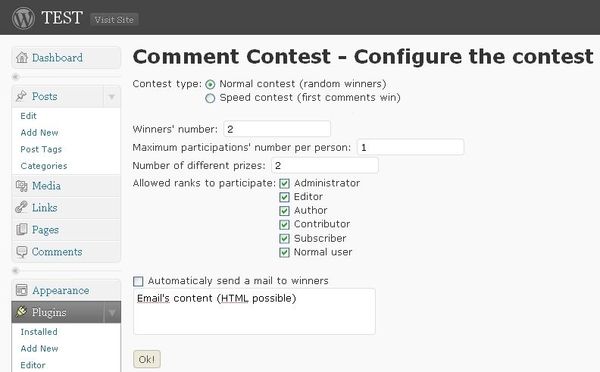 TEST Visit Site
Dashboard
Posts
Edit
Add New
Post Tags
Categories
Media
Links
Pages
Comments
Appearance
Plugins
Installed
Add New
Editor
Comment Contest - Configure the contest
Contest type: Normal contest (random winners)
Speed contest (first comments win)
Winners' number: 2
Maximum participations' number per person: 1
Number of different prizes: 2
Allowed ranks to participate: Administrator
Editor
Author
Contributor
Subscriber
Normal user
Automaticaly send a mail to winners
Email's content (HTML possible)
Ok!